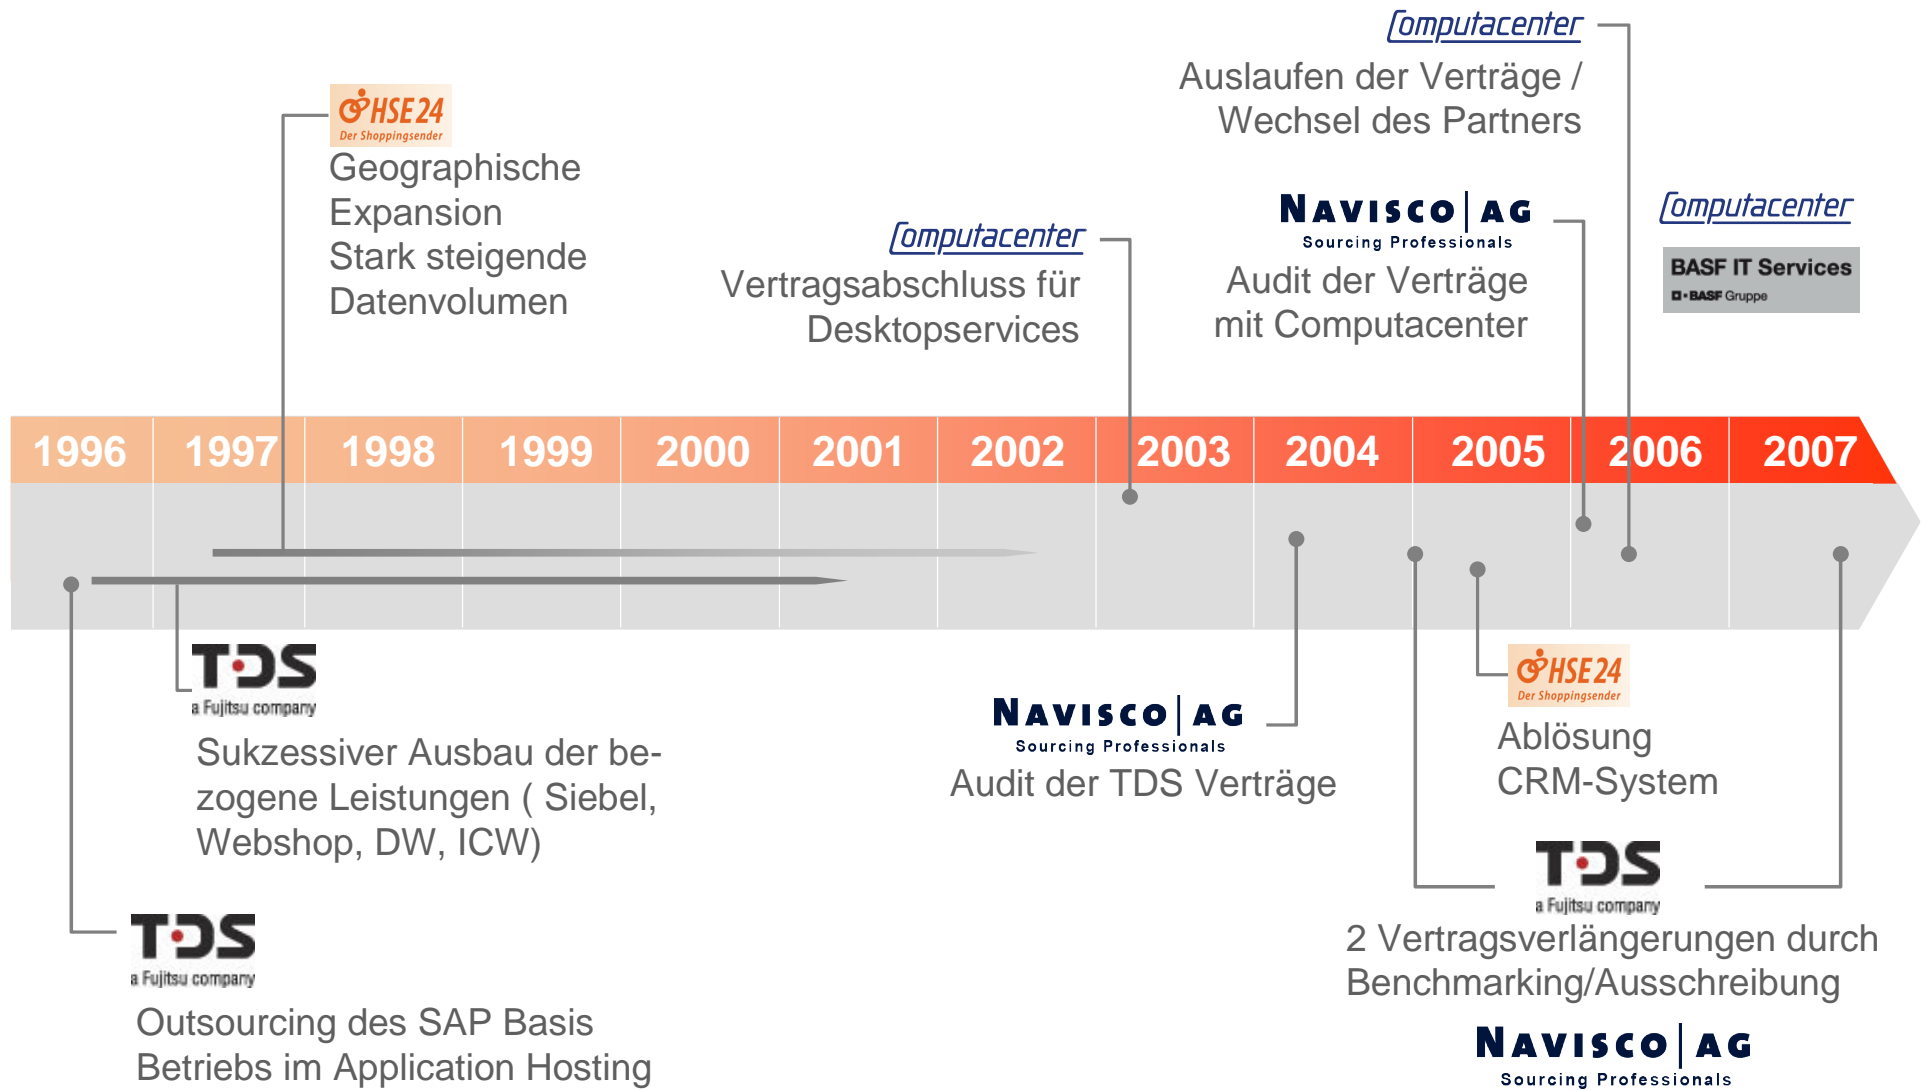 Computacenter
Auslaufen der Verträge /
Wechsel des Partners
HSE24
Der Shoppingsender
Geographische
Expansion
Stark steigende
Datenvolumen
Computacenter
Vertragsabschluss für
Desktopservices
NAVISCO AG
Sourcing Professionals
Audit der Verträge
mit Computacenter
Computacenter
BASF IT Services
BASF Gruppe
1996 1997 1998 1999 2000 2001 2002 2003 2004 2005 2006 2007
TDS
a Fujitsu company
Sukzessiver Ausbau der be-
zogene Leistungen ( Siebel,
Webshop, DW, ICW)
TDS
a Fujitsu company
Outsourcing des SAP Basis
Betriebs im Application Hosting
NAVISCO AG
Sourcing Professionals
Audit der TDS Verträge
HSE24
Der Shoppingsender
Ablösung
CRM-System
TDS
a Fujitsu company
2 Vertragsverlängerungen durch
Benchmarking/Ausschreibung
NAVISCO AG
Sourcing Professionals